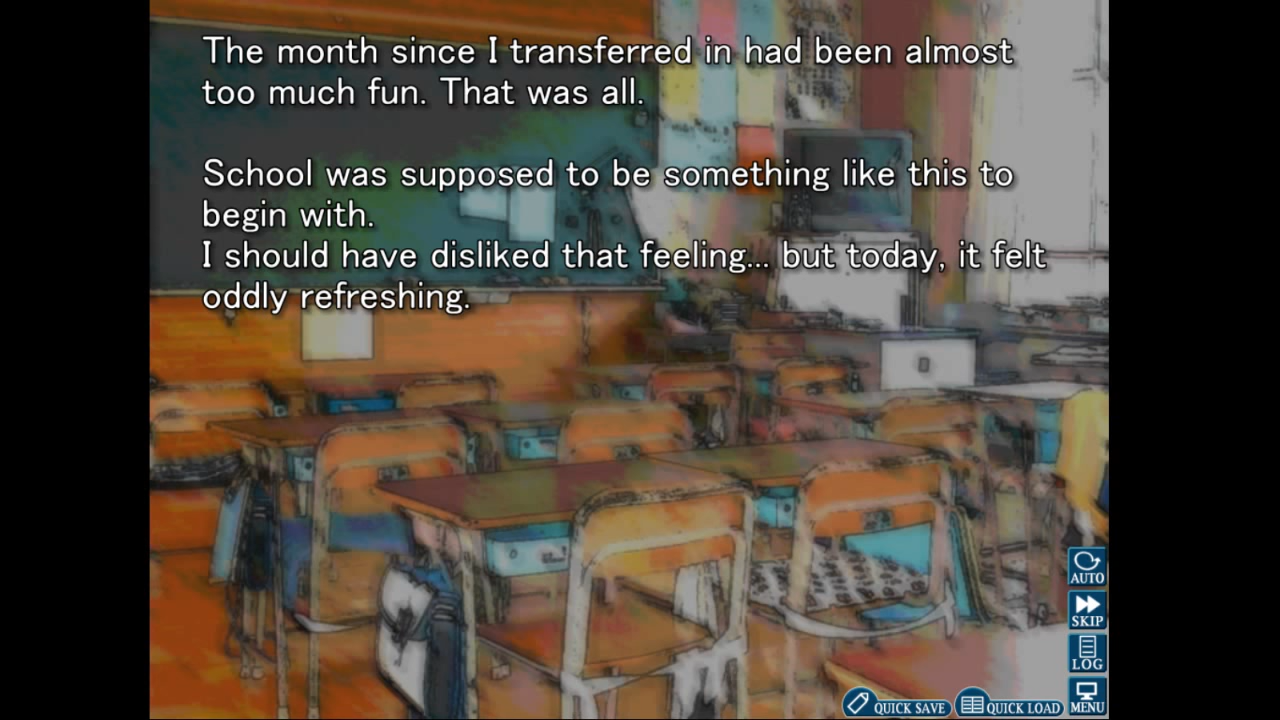 The month since I transferred in had been almost
too much fun. That was all.
School was supposed to be something like this to
begin with.
I should have disliked that feeling... but today, it felt
oddly refreshing.
AUTO
SKIP
LOG
MENU
QUICK SAVE
QUICK LOAD